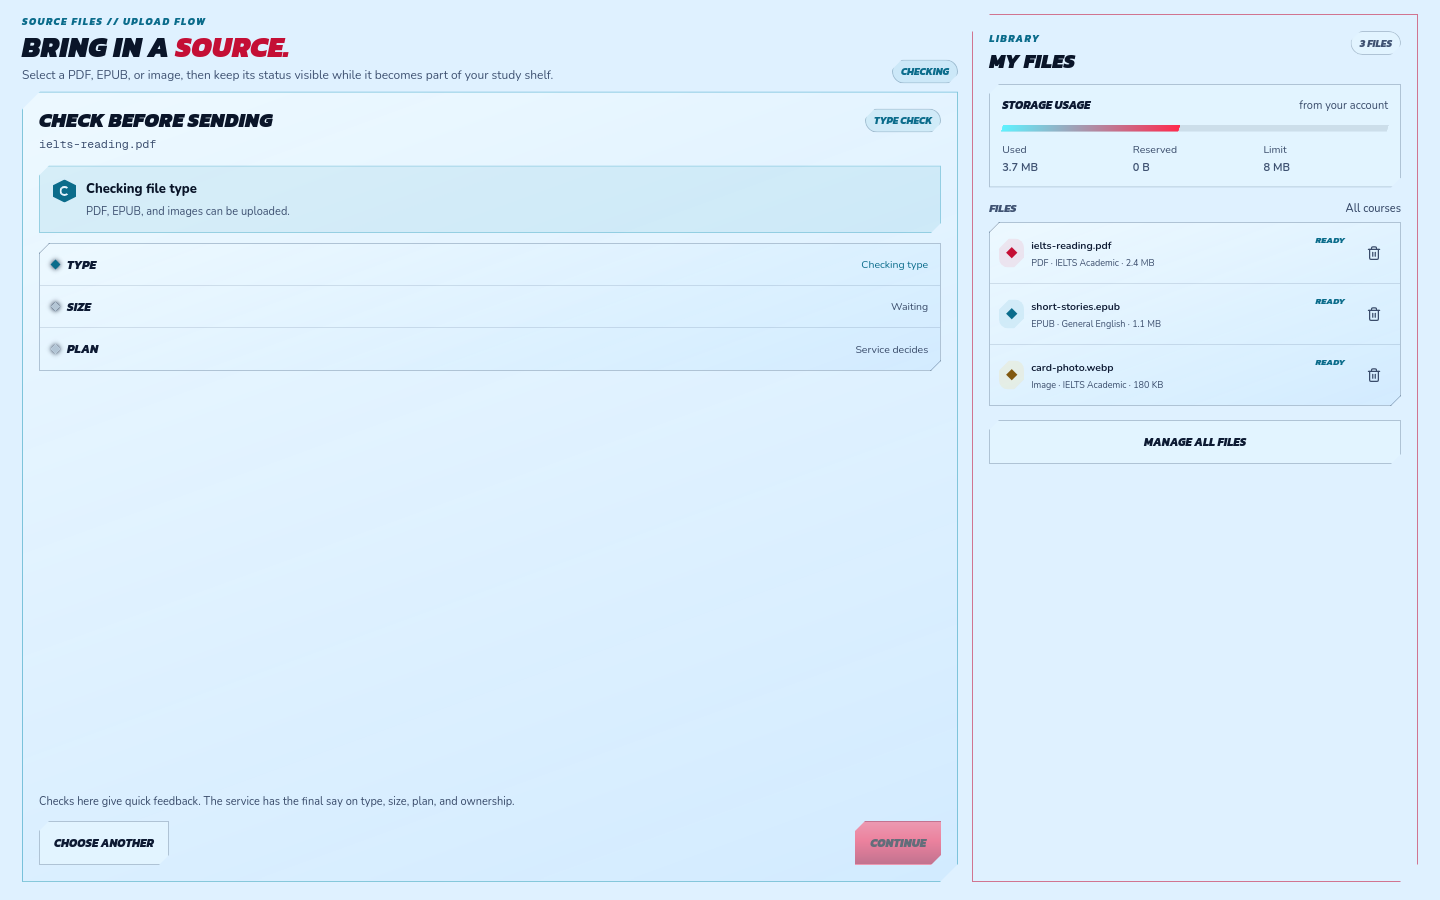 SOURCE FILES // UPLOAD FLOW
BRING IN A SOURCE.
Select a PDF, EPUB, or image, then keep its status visible while it becomes part of your study shelf.
CHECKING
CHECK BEFORE SENDING
TYPE CHECK
ielts-reading.pdf
C
Checking file type
PDF, EPUB, and images can be uploaded.
TYPE
Checking type
SIZE
Waiting
PLAN
Service decides
Checks here give quick feedback. The service has the final say on type, size, plan, and ownership.
CHOOSE ANOTHER
CONTINUE
LIBRARY
MY FILES
3 FILES
STORAGE USAGE
from your account
Used
Reserved
Limit
3.7 MB
0 B
8 MB
FILES
All courses
ielts-reading.pdf
PDF · IELTS Academic · 2.4 MB
READY
short-stories.epub
EPUB · General English · 1.1 MB
READY
card-photo.webp
Image · IELTS Academic · 180 KB
READY
MANAGE ALL FILES